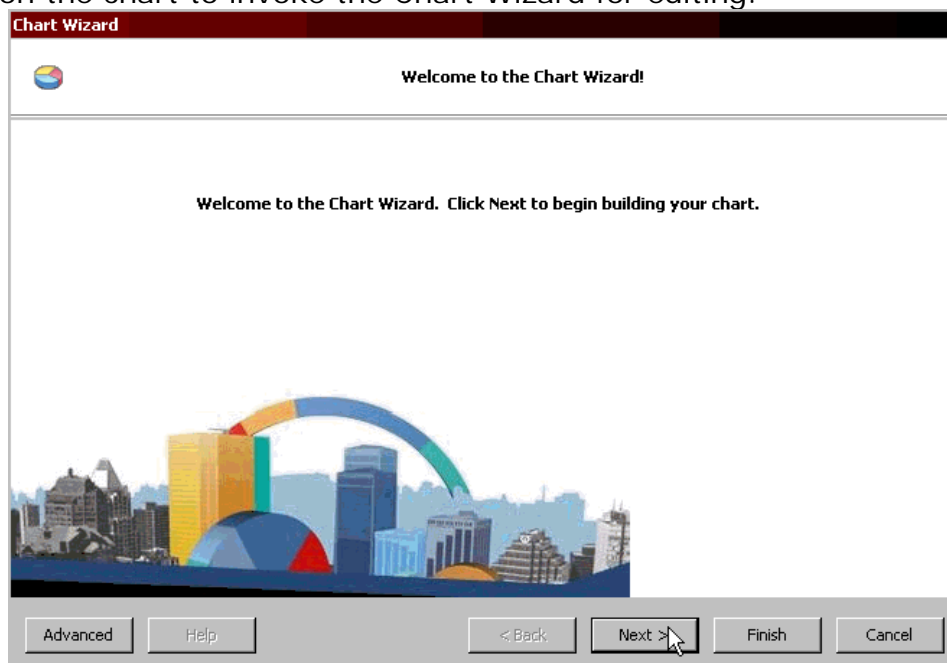 on the chart to invoke the Chart Wizard for editing.
Chart Wizard
Welcome to the Chart Wizard!
Welcome to the Chart Wizard. Click Next to begin building your chart.
Advanced Help < Back Next > Finish Cancel